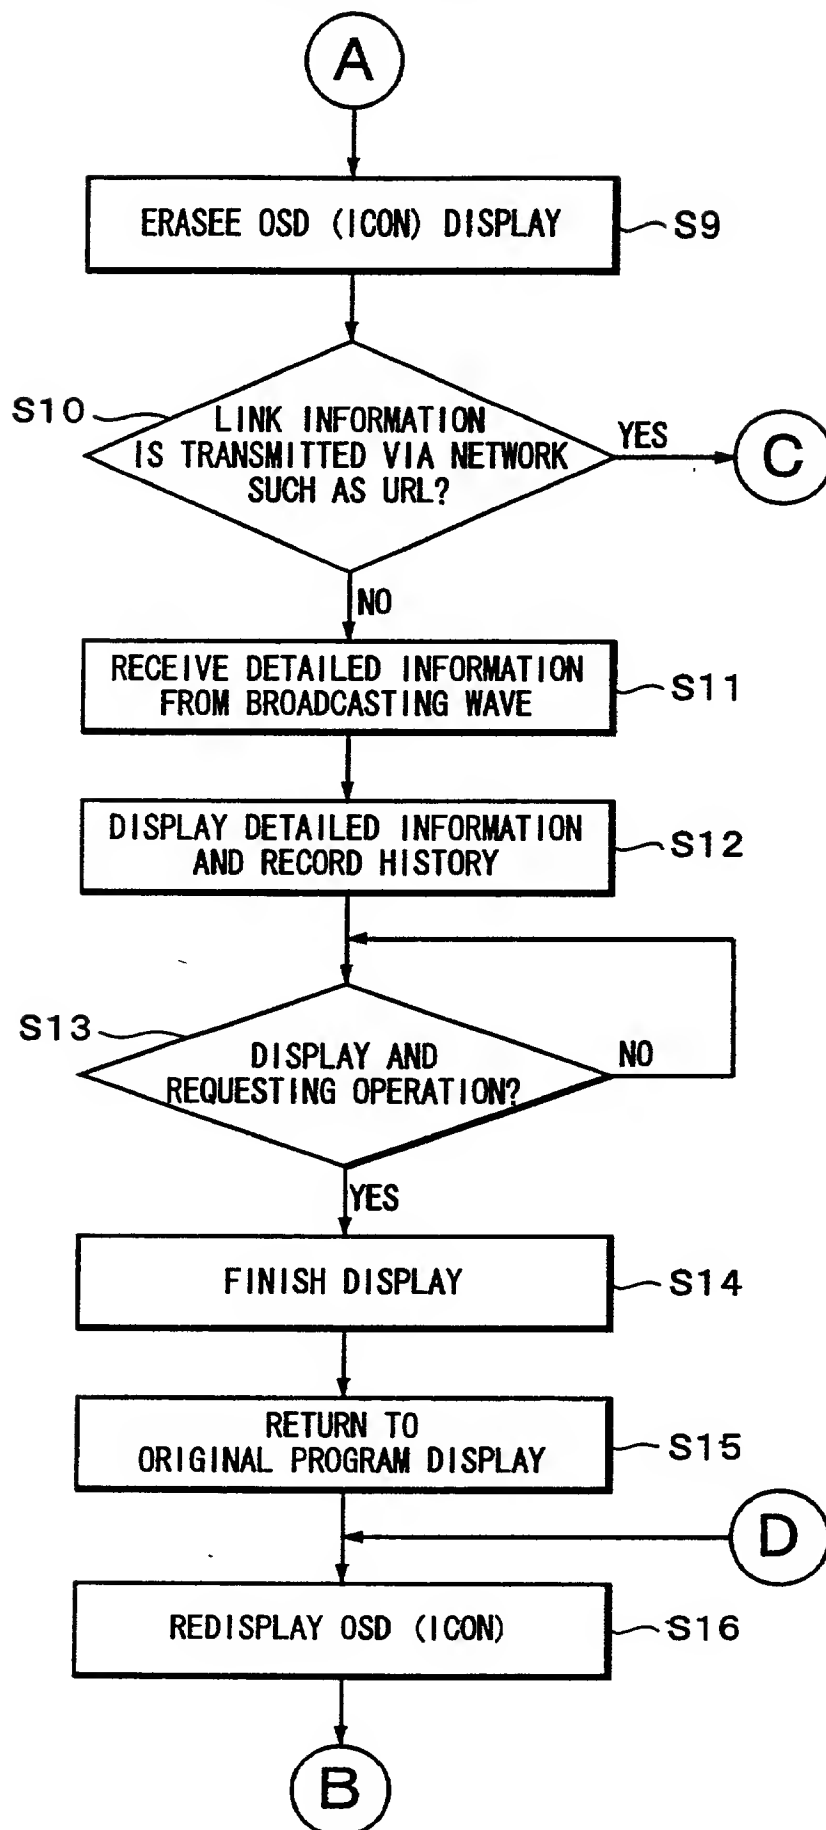 A
ERASEE OSD (ICON) DISPLAY
S9
S10
LINK INFORMATION
IS TRANSMITTED VIA NETWORK
SUCH AS URL?
YES
C
NO
RECEIVE DETAILED INFORMATION
FROM BROADCASTING WAVE
S11
DISPLAY DETAILED INFORMATION
AND RECORD HISTORY
S12
S13
DISPLAY AND
REQUESTING OPERATION?
NO
YES
FINISH DISPLAY
S14
RETURN TO
ORIGINAL PROGRAM DISPLAY
S15
D
REDISPLAY OSD (ICON)
S16
B